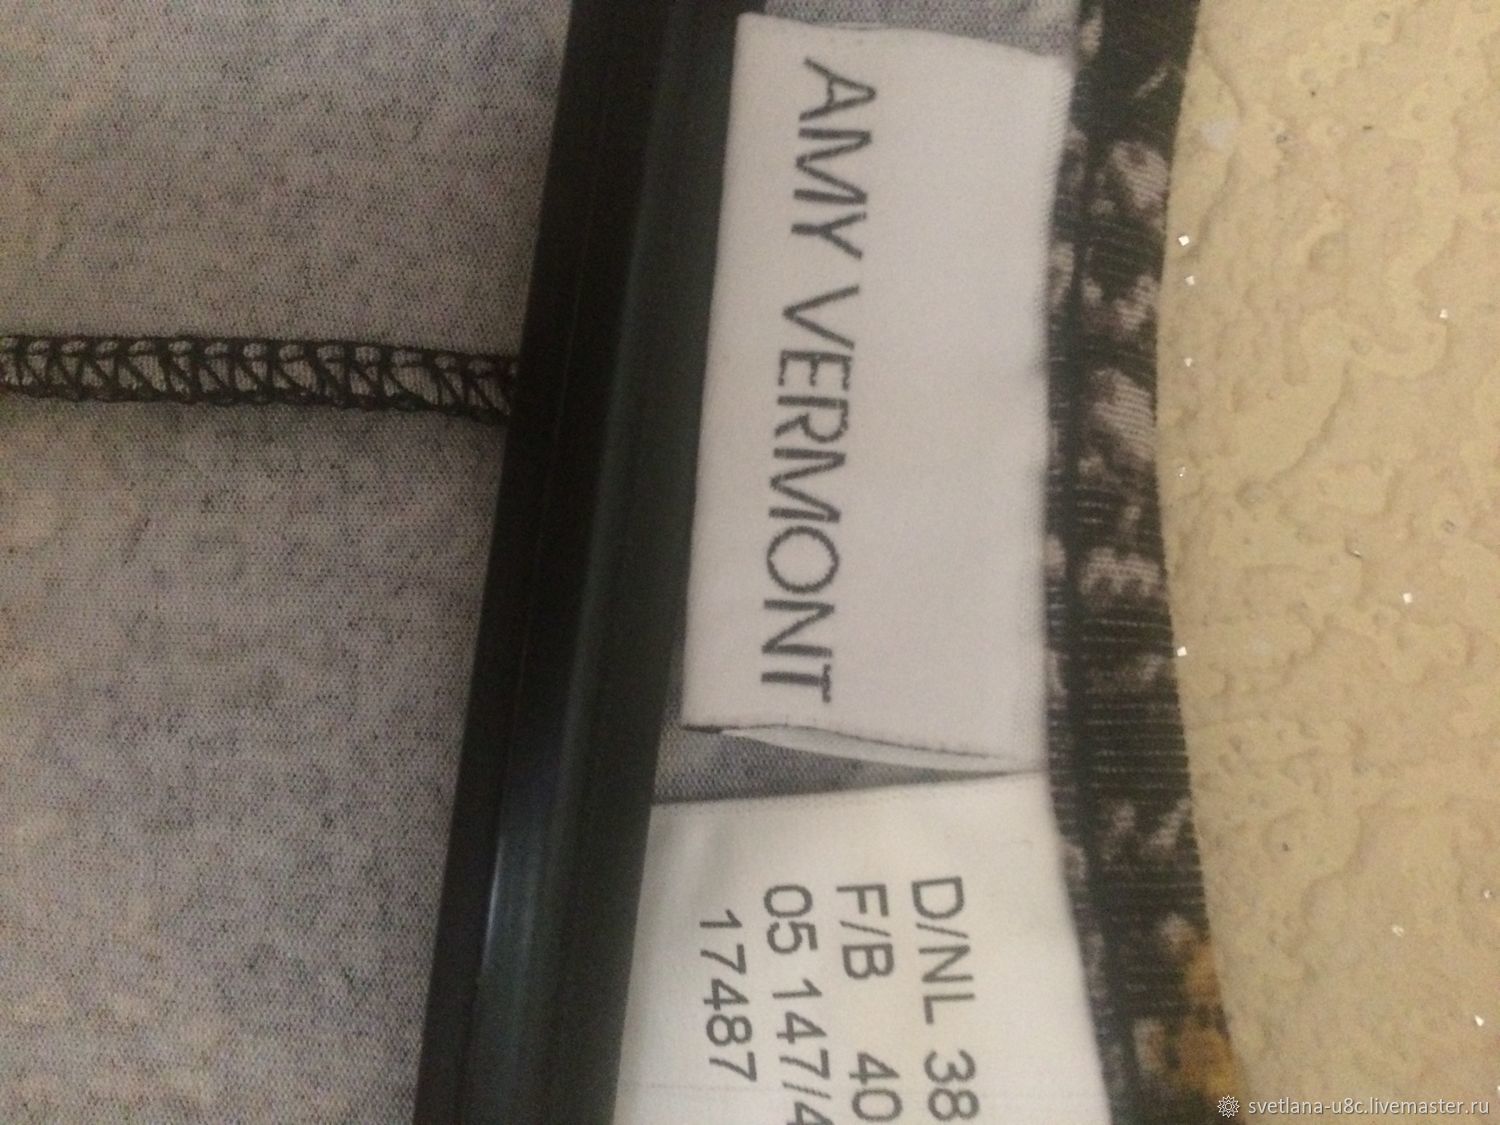 AMY VERMONT
D/NL 38
F/B 40
05 147/4
17487
svetlana-u8c.livemaster.ru